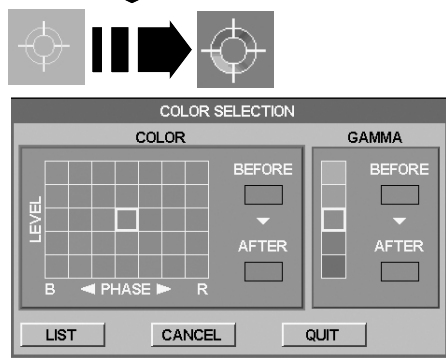 COLOR SELECTION
COLOR
GAMMA
LEVEL
BEFORE
AFTER
B ◄ PHASE ► R
BEFORE
AFTER
LIST
CANCEL
QUIT